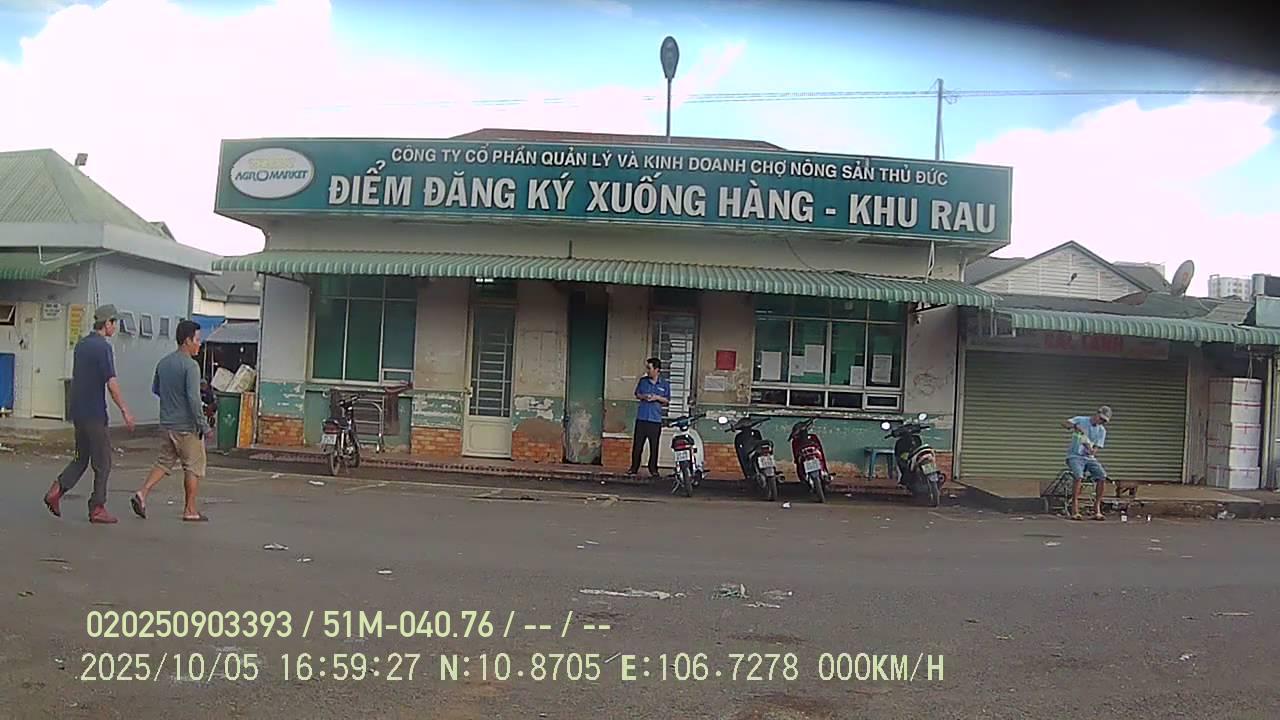 CÔNG TY CỔ PHẦN QUẢN LÝ VÀ KINH DOANH CHỢ NÔNG SẢN THỦ ĐỨC
AGROMARKET
ĐIỂM ĐĂNG KÝ XUỐNG HÀNG - KHU RAU
020250903393 / 51M-040.76 / -- / --
2025/10/05 16:59:27 N:10.8705 E:106.7278 000KM/H